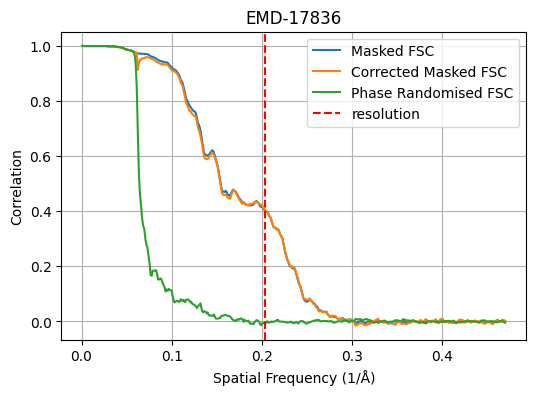 EMD-17836
Masked FSC
Corrected Masked FSC
Phase Randomised FSC
resolution
Correlation
1.0
0.8
0.6
0.4
0.2
0.0
0.0 0.1 0.2 0.3 0.4
Spatial Frequency (1/Å)